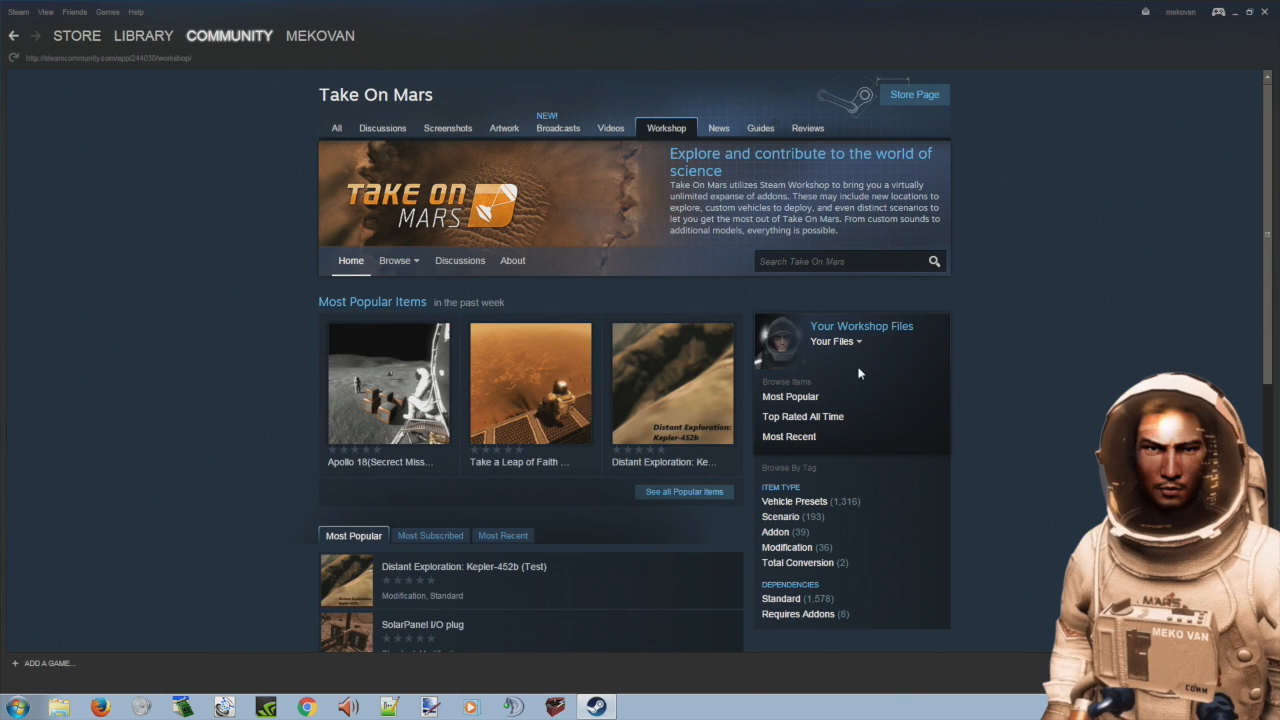 Steam View Friends Games Help
mekovan
STORE LIBRARY COMMUNITY MEKOVAN
http://steamcommunity.com/app/244030/workshop/
Take On Mars
Store Page
NEW!
All Discussions Screenshots Artwork Broadcasts Videos Workshop News Guides Reviews
Explore and contribute to the world of
science
Take On Mars utilizes Steam Workshop to bring you a virtually
unlimited expanse of addons. These may include new locations to
explore, custom vehicles to deploy, and even distinct scenarios to
let you get the most out of Take On Mars. From custom sounds to
additional models, everything is possible.
TAKE ON
MARS
Home Browse Discussions About
Search Take On Mars
Most Popular Items in the past week
Distant Exploration:
Kepler-452b
Apollo 18(Secrect Miss...
Take a Leap of Faith ...
Distant Exploration: Ke...
See all Popular Items
Your Workshop Files
Your Files
Browse Items
Most Popular
Top Rated All Time
Most Recent
Browse By Tag
ITEM TYPE
Vehicle Presets (1,316)
Scenario (193)
Addon (39)
Modification (36)
Total Conversion (2)
DEPENDENCIES
Standard (1,578)
Requires Addons (8)
Most Popular Most Subscribed Most Recent
Distant Exploration: Kepler-452b (Test)
Modification, Standard
SolarPanel I/O plug
MARS
MEKO VAN
COMM
+ ADD A GAME...